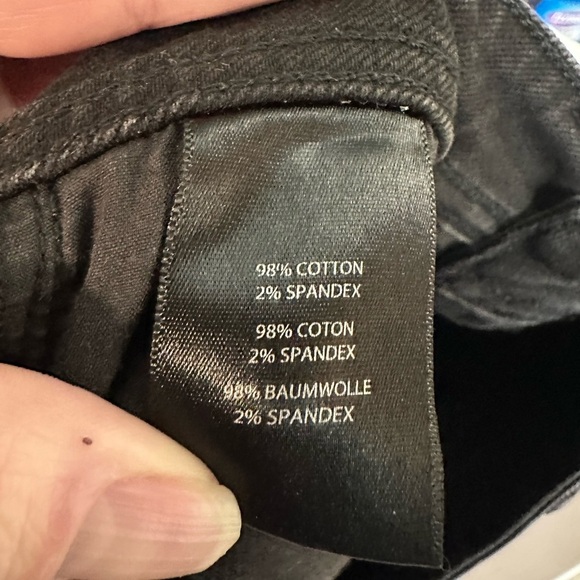 98% COTTON
2% SPANDEX
98% COTON
2% SPANDEX
98% BAUMWOLLE
2% SPANDEX